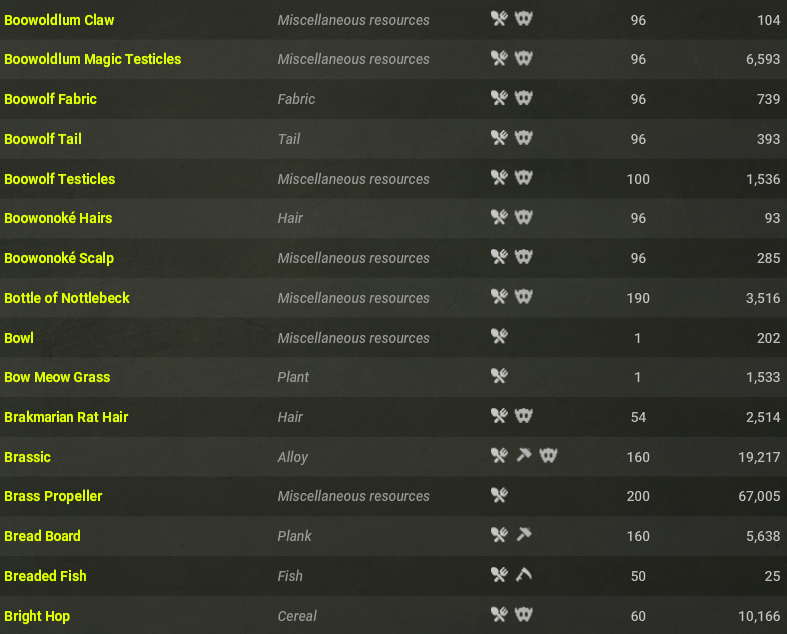 Boowoldlum Claw Miscellaneous resources 96 104
Boowoldlum Magic Testicles Miscellaneous resources 96 6,593
Boowolf Fabric Fabric 96 739
Boowolf Tail Tail 96 393
Boowolf Testicles Miscellaneous resources 100 1,536
Boowonoké Hairs Hair 96 93
Boowonoké Scalp Miscellaneous resources 96 285
Bottle of Nottlebeck Miscellaneous resources 190 3,516
Bowl Miscellaneous resources 1 202
Bow Meow Grass Plant 1 1,533
Brakmarian Rat Hair Hair 54 2,514
Brassic Alloy 160 19,217
Brass Propeller Miscellaneous resources 200 67,005
Bread Board Plank 160 5,638
Breaded Fish Fish 50 25
Bright Hop Cereal 60 10,166